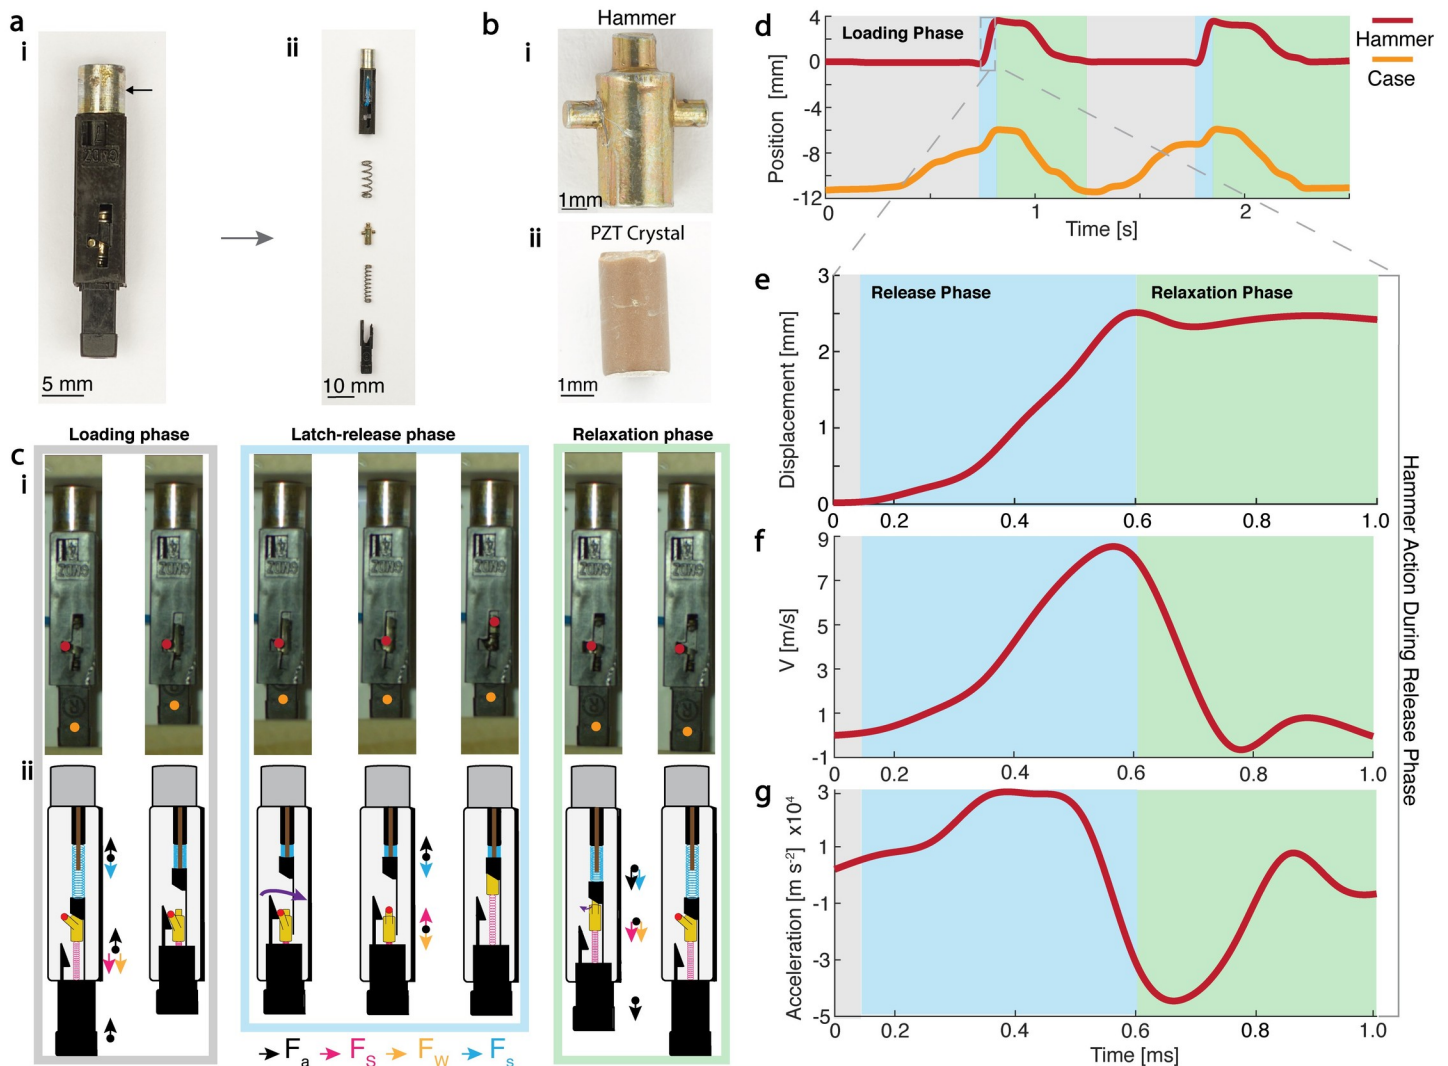 a
i
ii
5 mm
10 mm
b
Hammer
i
1mm
ii
PZT Crystal
1mm
c
Loading phase
Latch-release phase
Relaxation phase
i
ii
F a
F S
F W
F s
d
Loading Phase
Position [mm]
4
0
-4
-8
-12
0
1
2
Time [s]
Hammer
Case
e
Release Phase
Relaxation Phase
Displacement [mm]
3
2
1
0
0
0.2
0.4
0.6
0.8
1.0
f
V [m/s]
9
7
5
3
1
-1
0
0.2
0.4
0.6
0.8
1.0
g
Acceleration [m s-2] x10⁴
3
1
-1
-3
-5
0
0.2
0.4
0.6
0.8
1.0
Time [ms]
Hammer Action During Release Phase